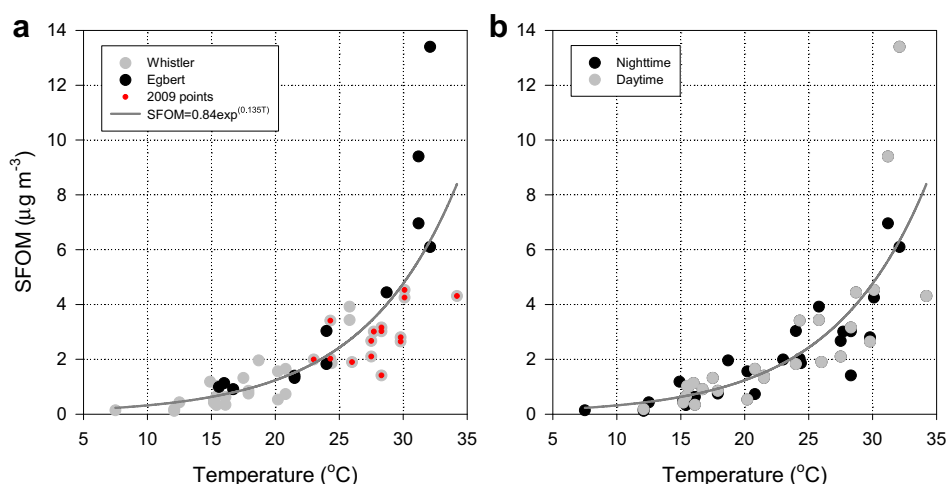 a
b
14
12
10
8
6
4
2
0
SFOM (µg m-3)
Whistler
Egbert
2009 points
SFOM=0.84exp(0.135T)
5 10 15 20 25 30 35
Temperature (oC)
14
12
10
8
6
4
2
0
Nighttime
Daytime
5 10 15 20 25 30 35
Temperature (oC)